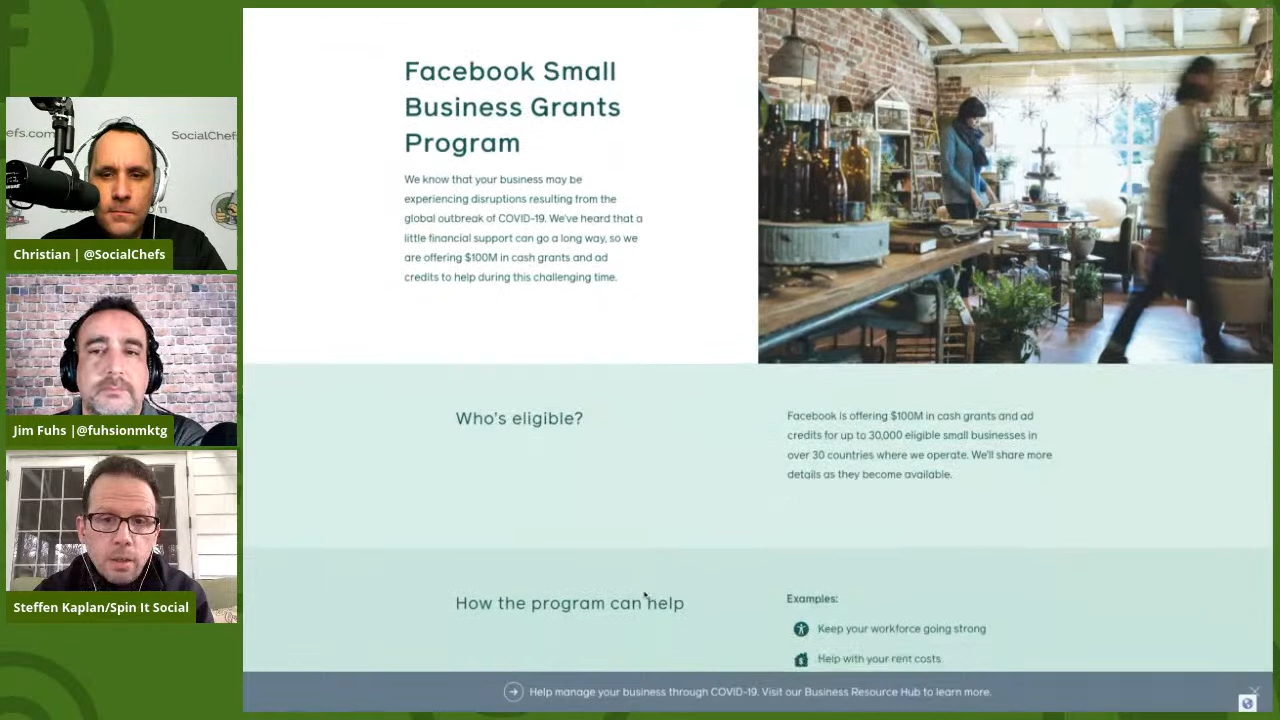 efs.com
SocialChefs
Christian | @SocialChefs
Jim Fuhs |@fuhsionmktg
Steffen Kaplan/Spin It Social
Facebook Small
Business Grants
Program
We know that your business may be
experiencing disruptions resulting from the
global outbreak of COVID-19. We've heard that a
little financial support can go a long way, so we
are offering $100M in cash grants and ad
credits to help during this challenging time.
Who's eligible?
Facebook is offering $100M in cash grants and ad
credits for up to 30,000 eligible small businesses in
over 30 countries where we operate. We'll share more
details as they become available.
How the program can help
Examples:
Keep your workforce going strong
Help with your rent costs
Help manage your business through COVID-19. Visit our Business Resource Hub to learn more.